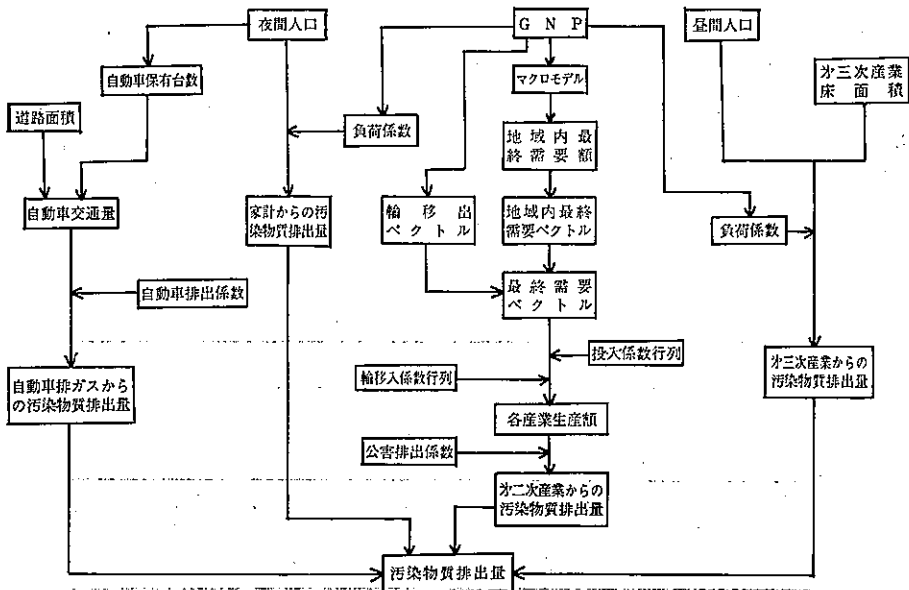 夜間人口
GNP
昼間人口
自動車保有台数
マクロモデル
㐧三次産業
床面積
道路面積
負荷係数
地域内最
終需要額
自動車交通量
家計からの汚
染物質排出量
輸移出
ベクトル
地域内最終
需要ベクトル
負荷係数
自動車排出係数
最終需要
ベクトル
投入係数行列
自動車排ガスから
の汚染物質排出量
輸移入係数行列
㐧三次産業からの
汚染物質排出量
各産業生産額
公害排出係数
㐧二次産業からの
汚染物質排出量
汚染物質排出量